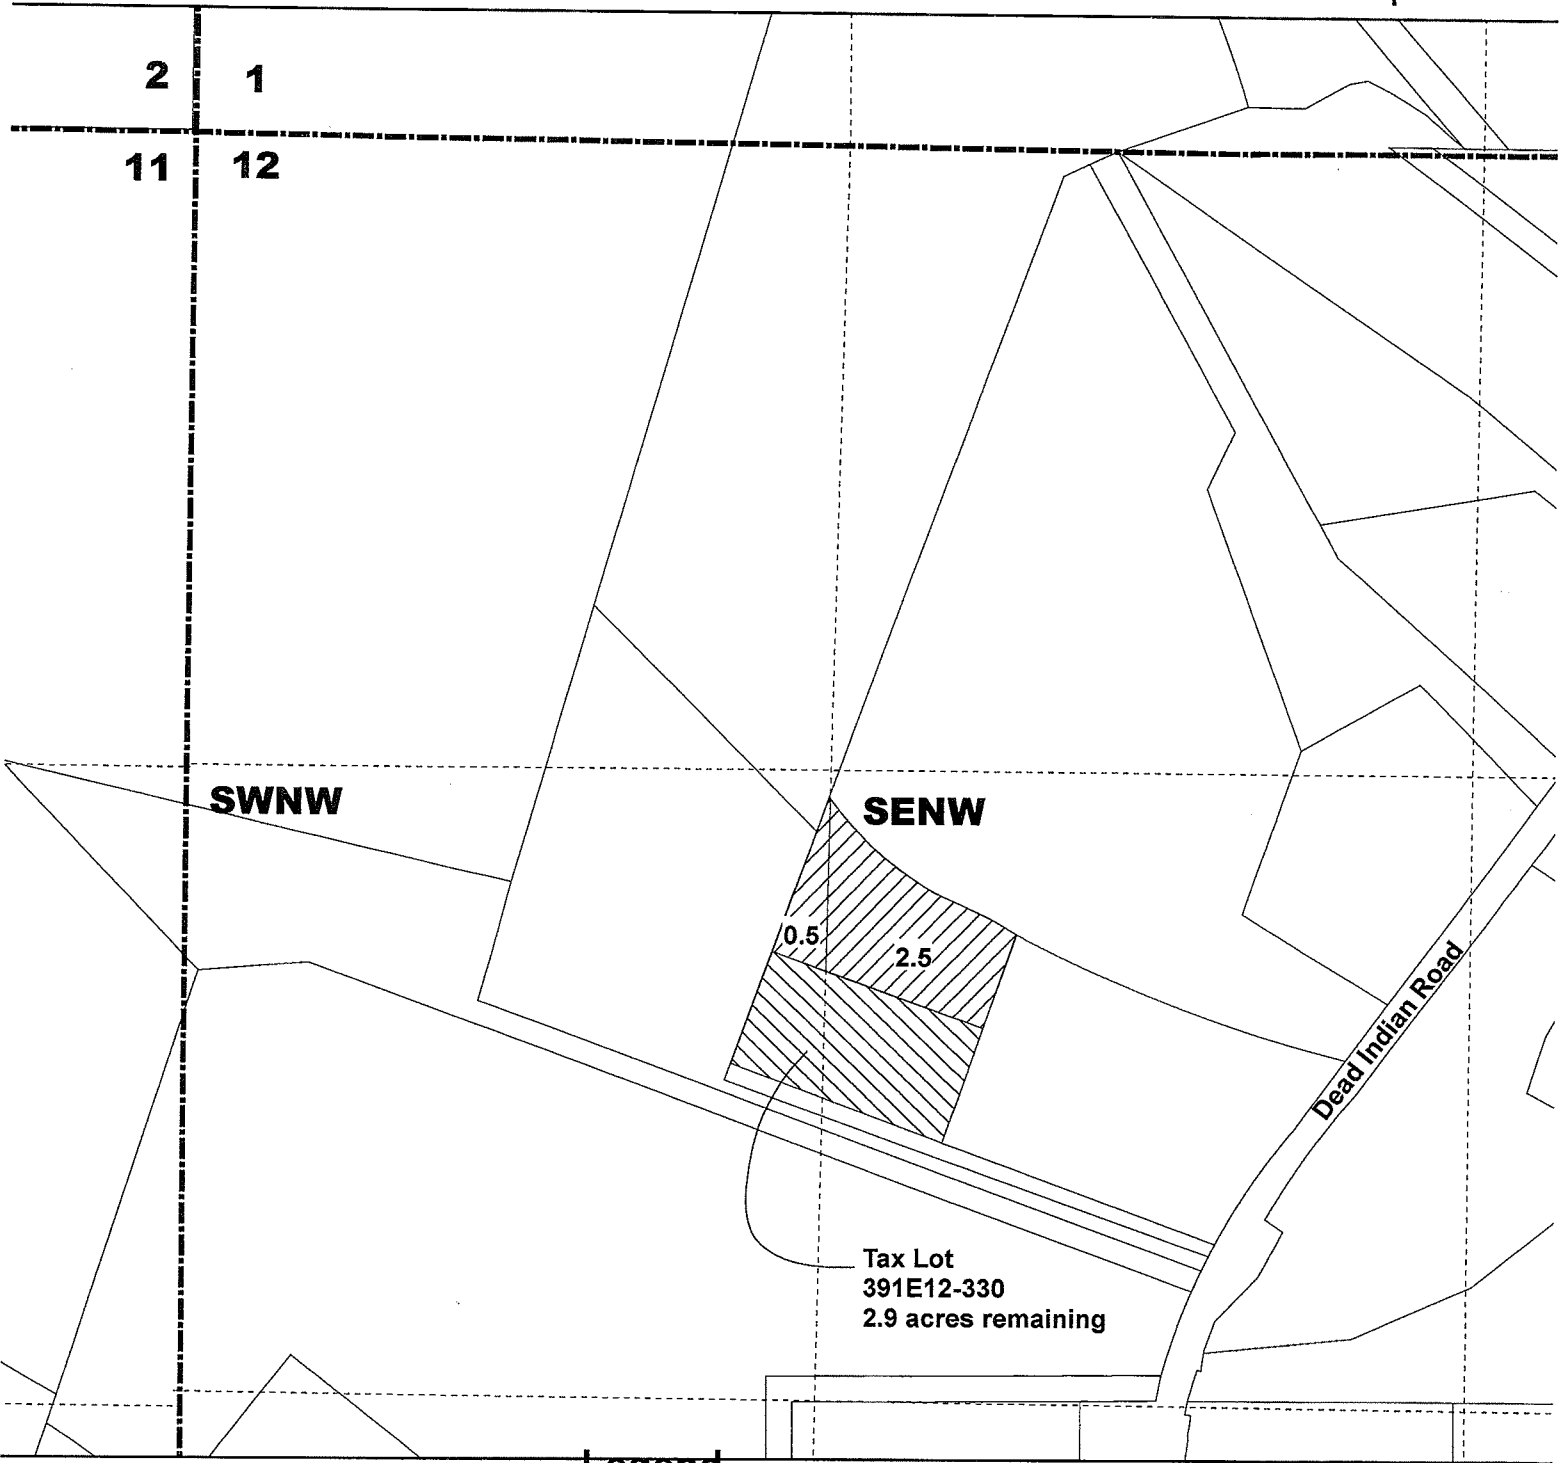 2 1
11 12
SWNW
SENW
0.5
2.5
Dead Indian Road
Tax Lot
391E12-330
2.9 acres remaining